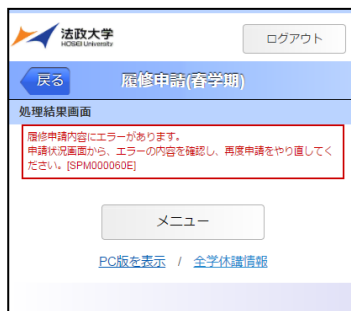 法政大学
HOSEI University
ログアウト
戻る
履修申請(春学期)
処理結果画面
履修申請内容にエラーがあります。
申請状況画面から、エラーの内容を確認し、再度申請をやり直してく
ださい。[SPM000060E]
メニュー
PC版を表示 / 全学休講情報